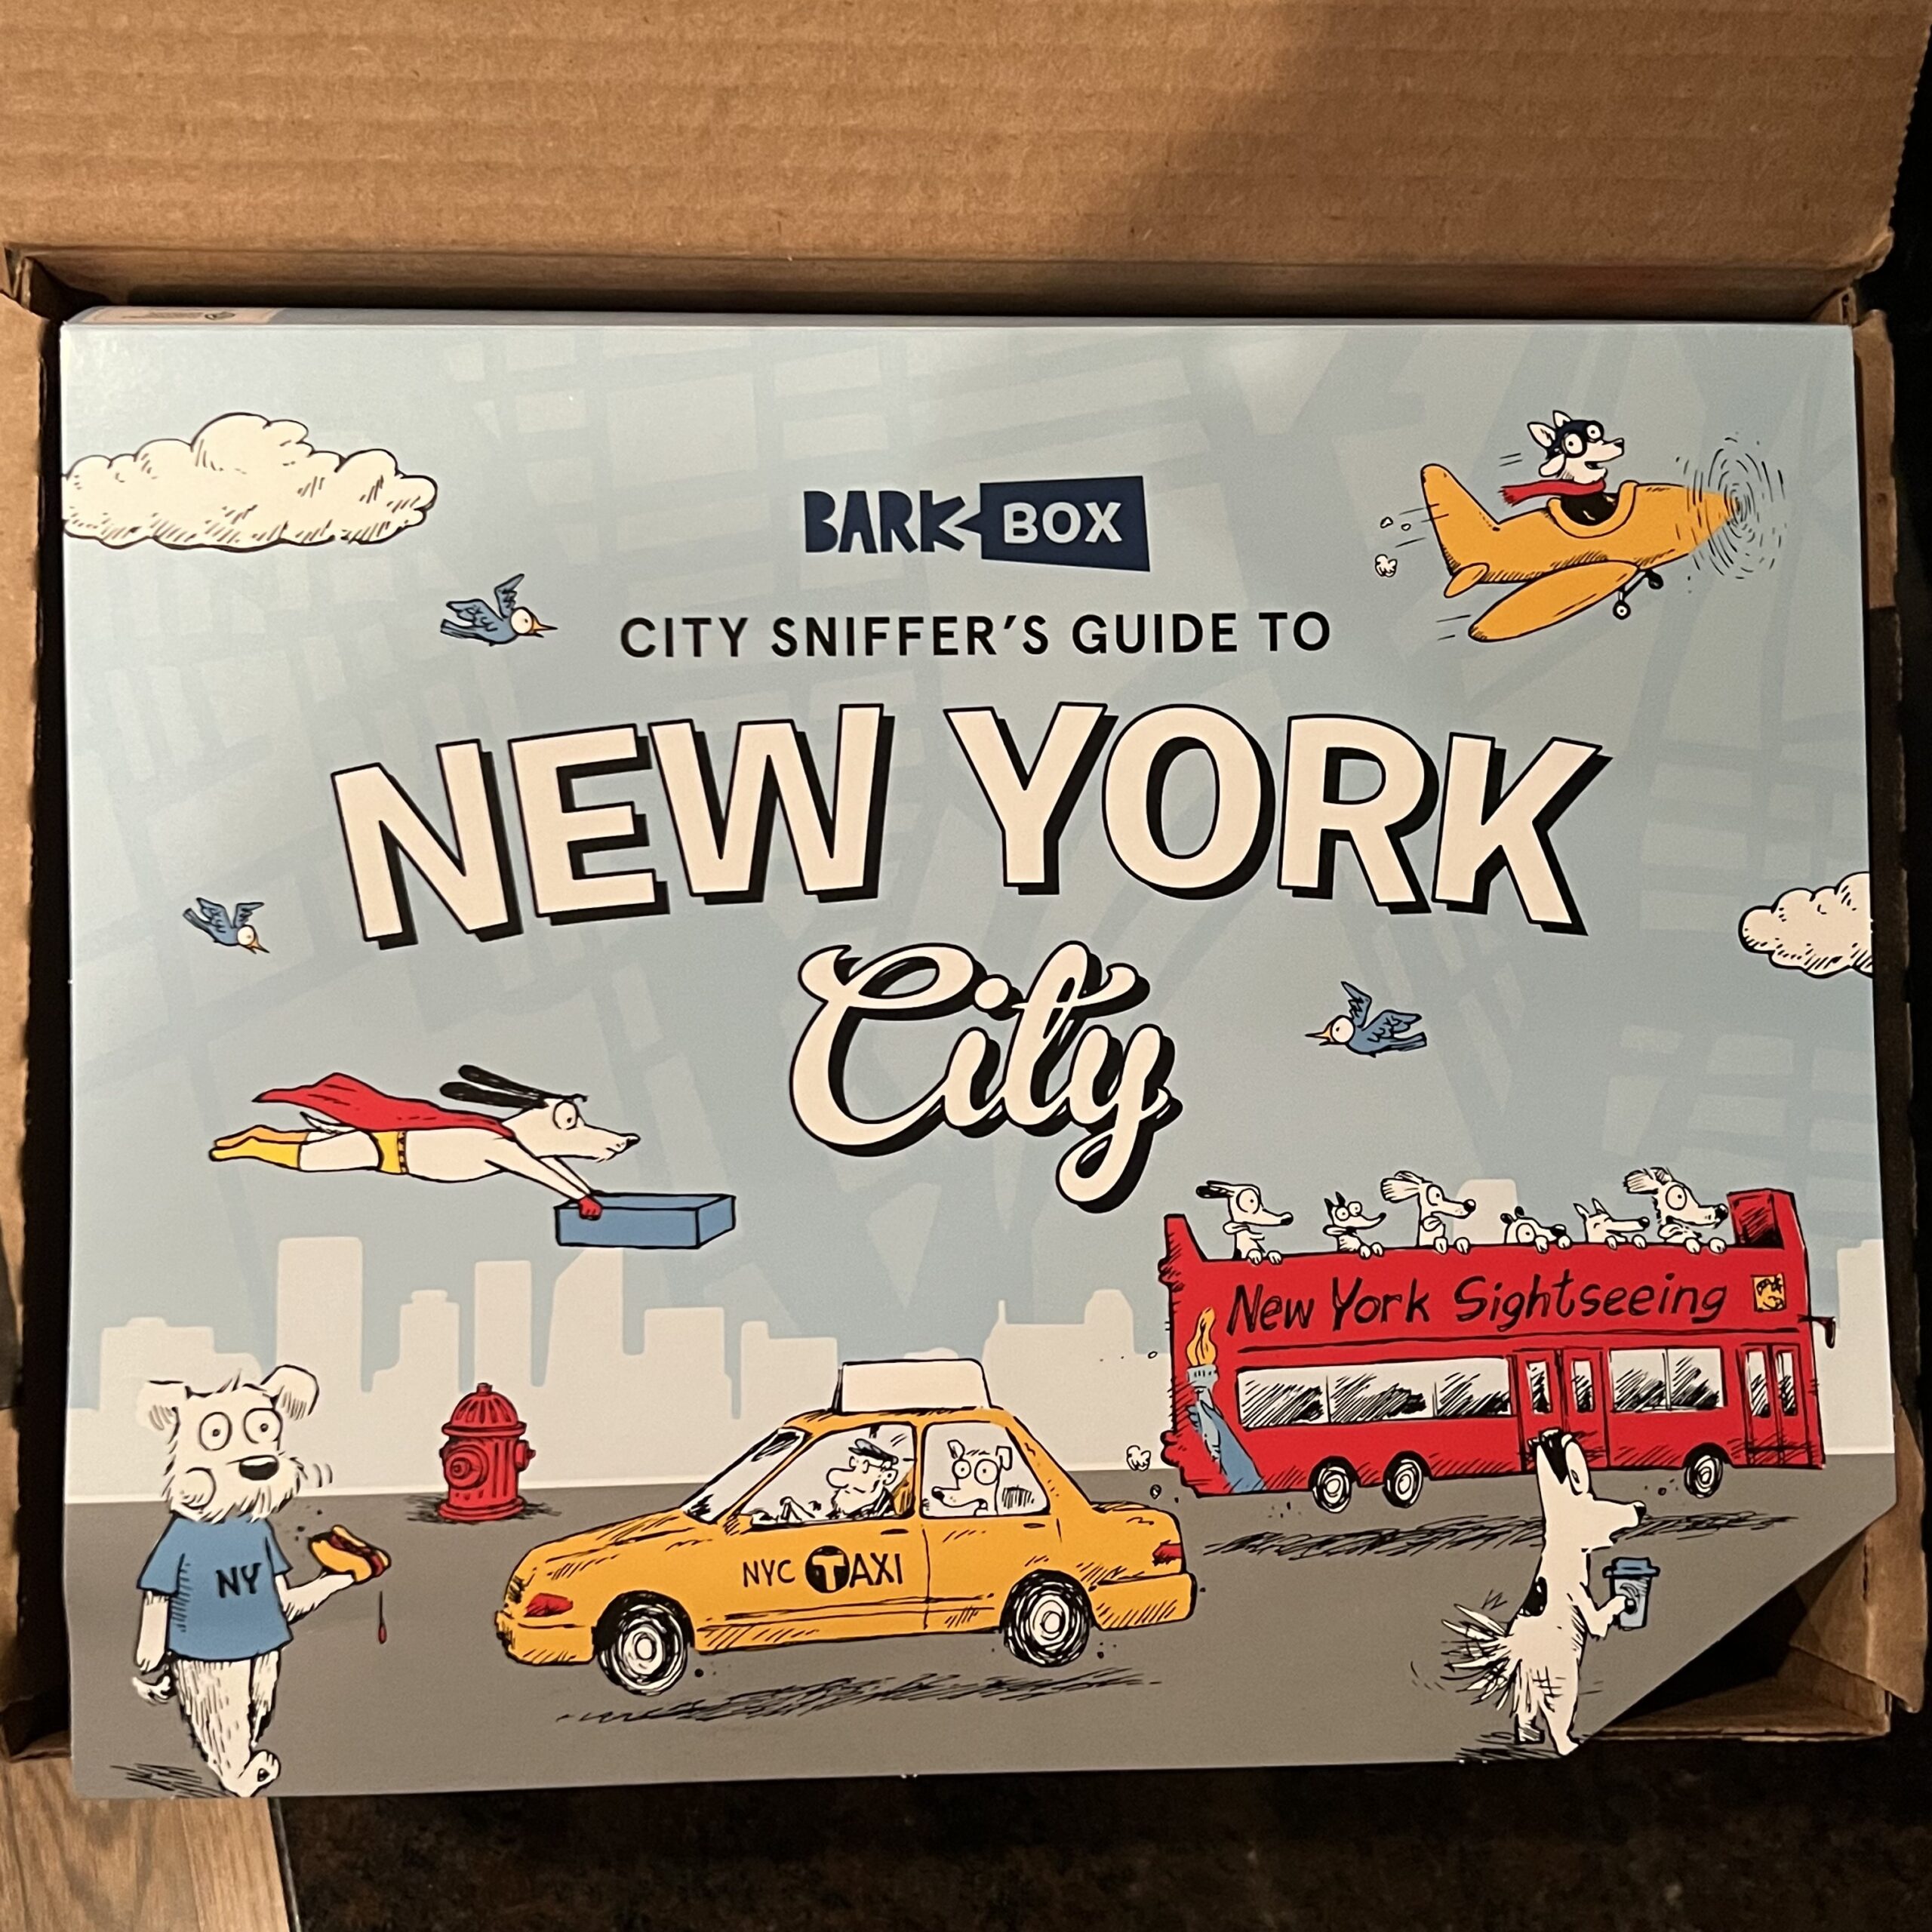 BARK BOX
CITY SNIFFER'S GUIDE TO
NEW YORK
City
New York Sightseeing
NY
NYC TAXI